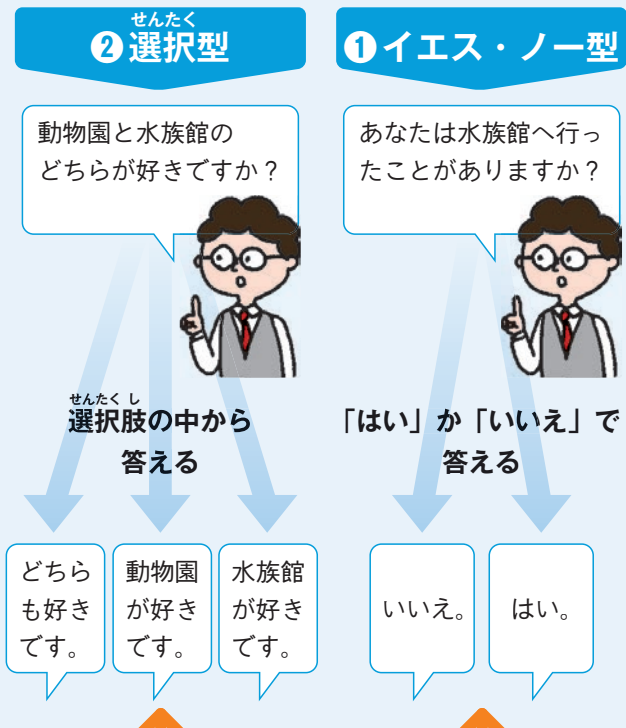 ❶イエス・ノー型
あなたは水族館へ行っ
たことがありますか?
「はい」か「いいえ」で
答える
はい。
いいえ。
せんたく
❷選択型
動物園と水族館の
どちらが好きですか?
せんたくし
選択肢の中から
答える
水族館
が好き
です。
動物園
が好き
です。
どちら
も好き
です。